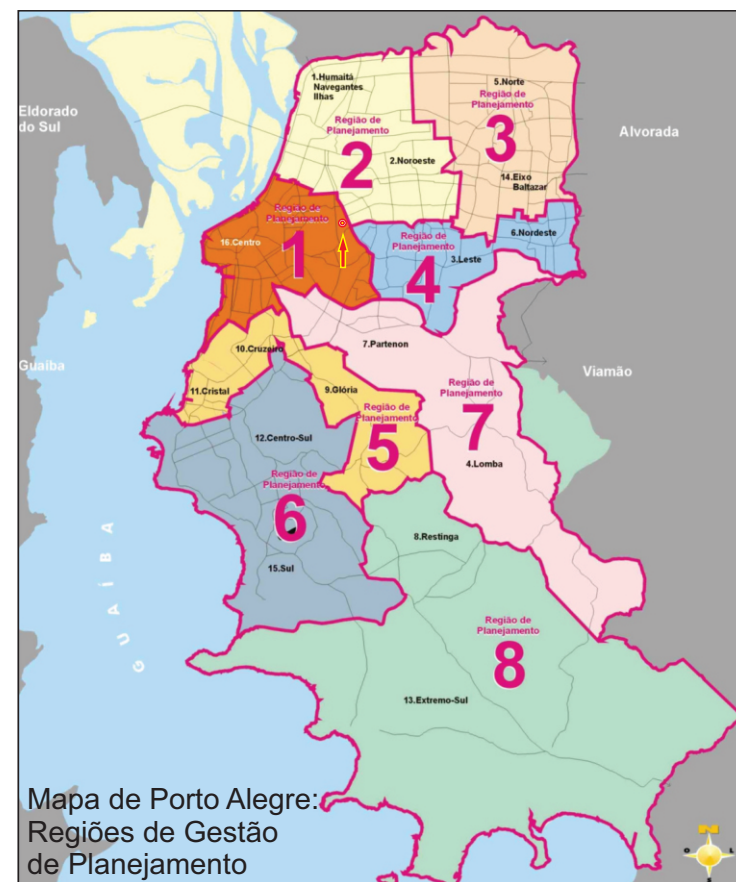 1.Humaitá
Navegantes
Ilhas
Região de
Planejamento
2
2.Noroeste
5.Norte
Região de
Planejamento
3
14.Eixo
Baltazar
Eldorado
do Sul
Alvorada
Região de
Planejamento
1
16.Centro
Região de
Planejamento
4
3.Leste
6.Nordeste
7.Partenon
10.Cruzeiro
11.Cristal
9.Glória
Guaíba
Viamão
Região de
Planejamento
5
Região de
Planejamento
7
4.Lomba
12.Centro-Sul
Região de
Planejamento
6
15.Sul
8.Restinga
Região de
Planejamento
8
13.Extremo-Sul
GUAÍBA
Mapa de Porto Alegre:
Regiões de Gestão
de Planejamento
N
O
L